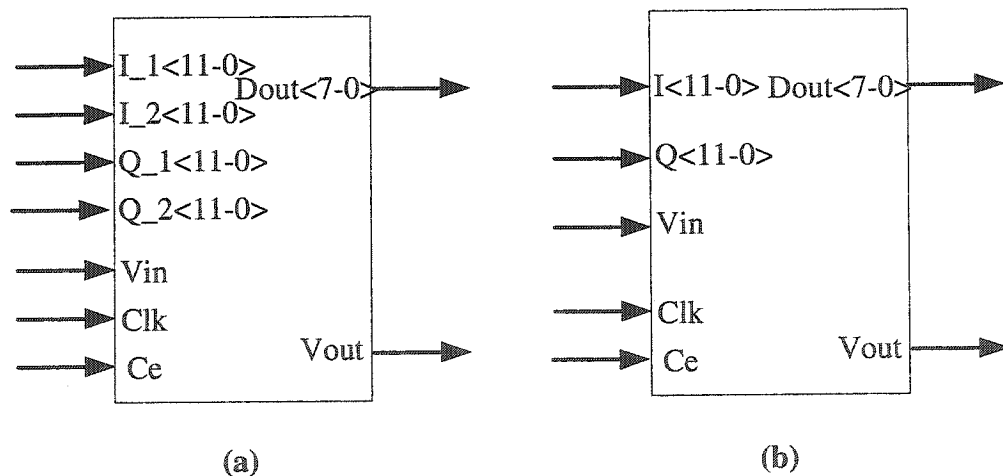 I_1<11-0>
Dout<7-0>
I_2<11-0>
Q_1<11-0>
Q_2<11-0>
Vin
Clk
Vout
Ce
(a)
I<11-0> Dout<7-0>
Q<11-0>
Vin
Clk
Vout
Ce
(b)